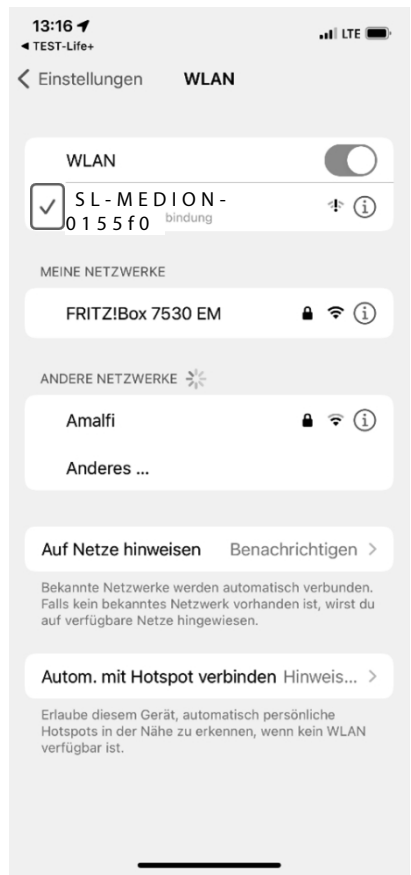 13:16
◀ TEST-Life+
LTE
Einstellungen WLAN
WLAN
SL-MEDION-
0155f0 bindung
MEINE NETZWERKE
FRITZ!Box 7530 EM
ANDERE NETZWERKE
Amalfi
Anderes ...
Auf Netze hinweisen Benachrichtigen >
Bekannte Netzwerke werden automatisch verbunden.
Falls kein bekanntes Netzwerk vorhanden ist, wirst du
auf verfügbare Netze hingewiesen.
Autom. mit Hotspot verbinden Hinweis... >
Erlaube diesem Gerät, automatisch persönliche
Hotspots in der Nähe zu erkennen, wenn kein WLAN
verfügbar ist.